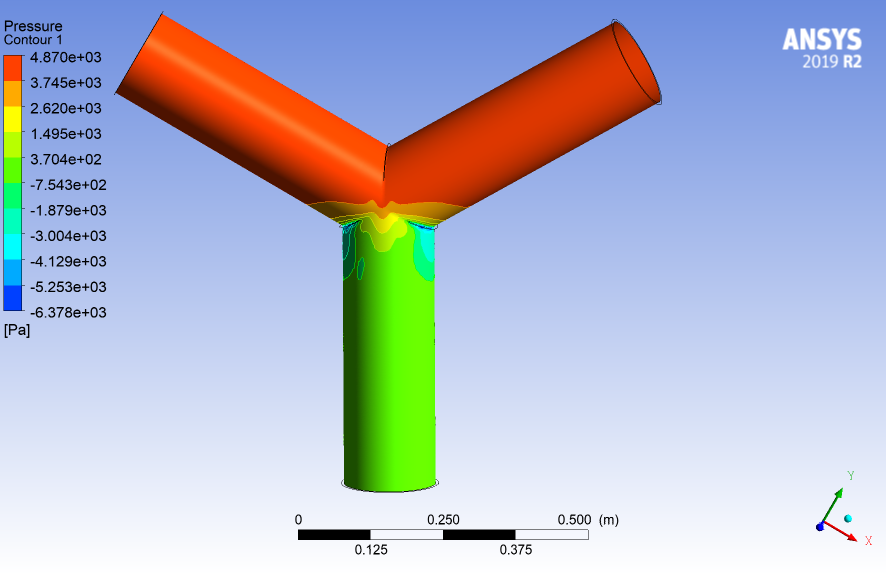 Pressure
Contour 1
4.870e+03
3.745e+03
2.620e+03
1.495e+03
3.704e+02
-7.543e+02
-1.879e+03
-3.004e+03
-4.129e+03
-5.253e+03
-6.378e+03
[Pa]
ANSYS
2019 R2
0 0.250 0.500 (m)
0.125 0.375
Y
X